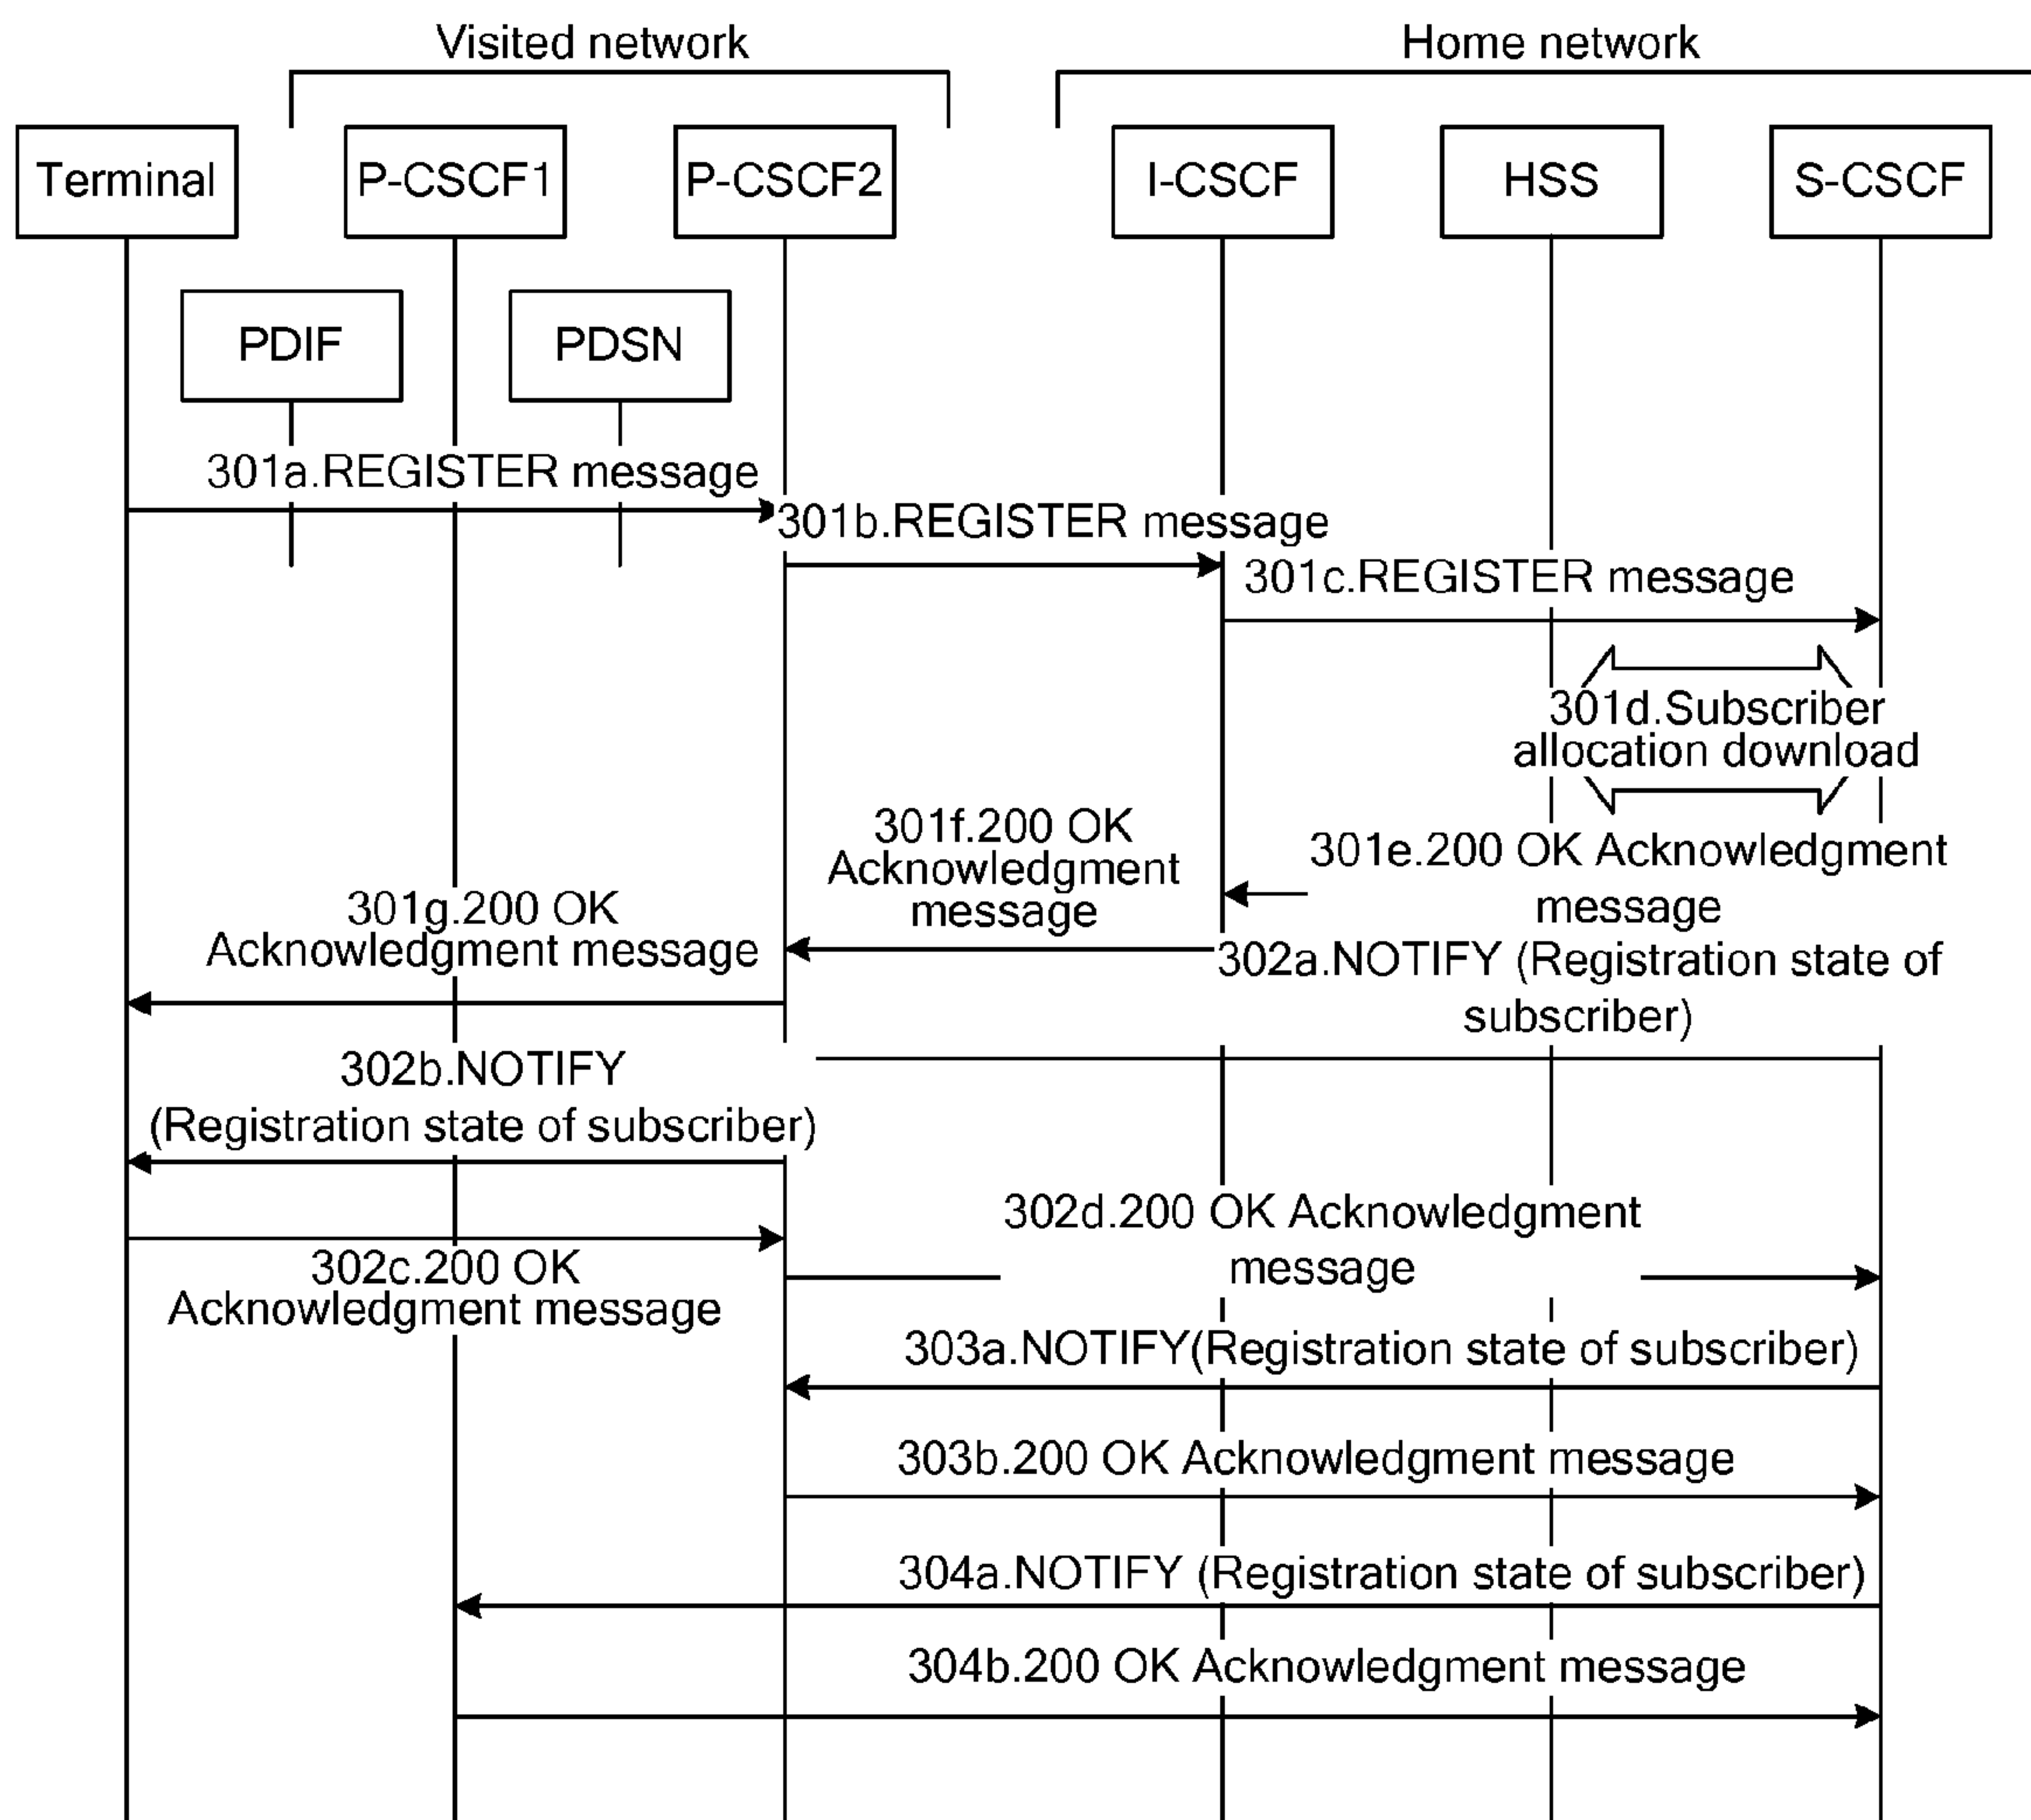 Visited network
Home network
Terminal
P-CSCF1
P-CSCF2
I-CSCF
HSS
S-CSCF
PDIF
PDSN
301a.REGISTER message
301b.REGISTER message
301c.REGISTER message
301d.Subscriber
allocation download
301f.200 OK
Acknowledgment
message
301e.200 OK Acknowledgment
message
301g.200 OK
Acknowledgment message
302a.NOTIFY (Registration state of
subscriber)
302b.NOTIFY
(Registration state of subscriber)
302d.200 OK Acknowledgment
message
302c.200 OK
Acknowledgment message
303a.NOTIFY(Registration state of subscriber)
303b.200 OK Acknowledgment message
304a.NOTIFY (Registration state of subscriber)
304b.200 OK Acknowledgment message